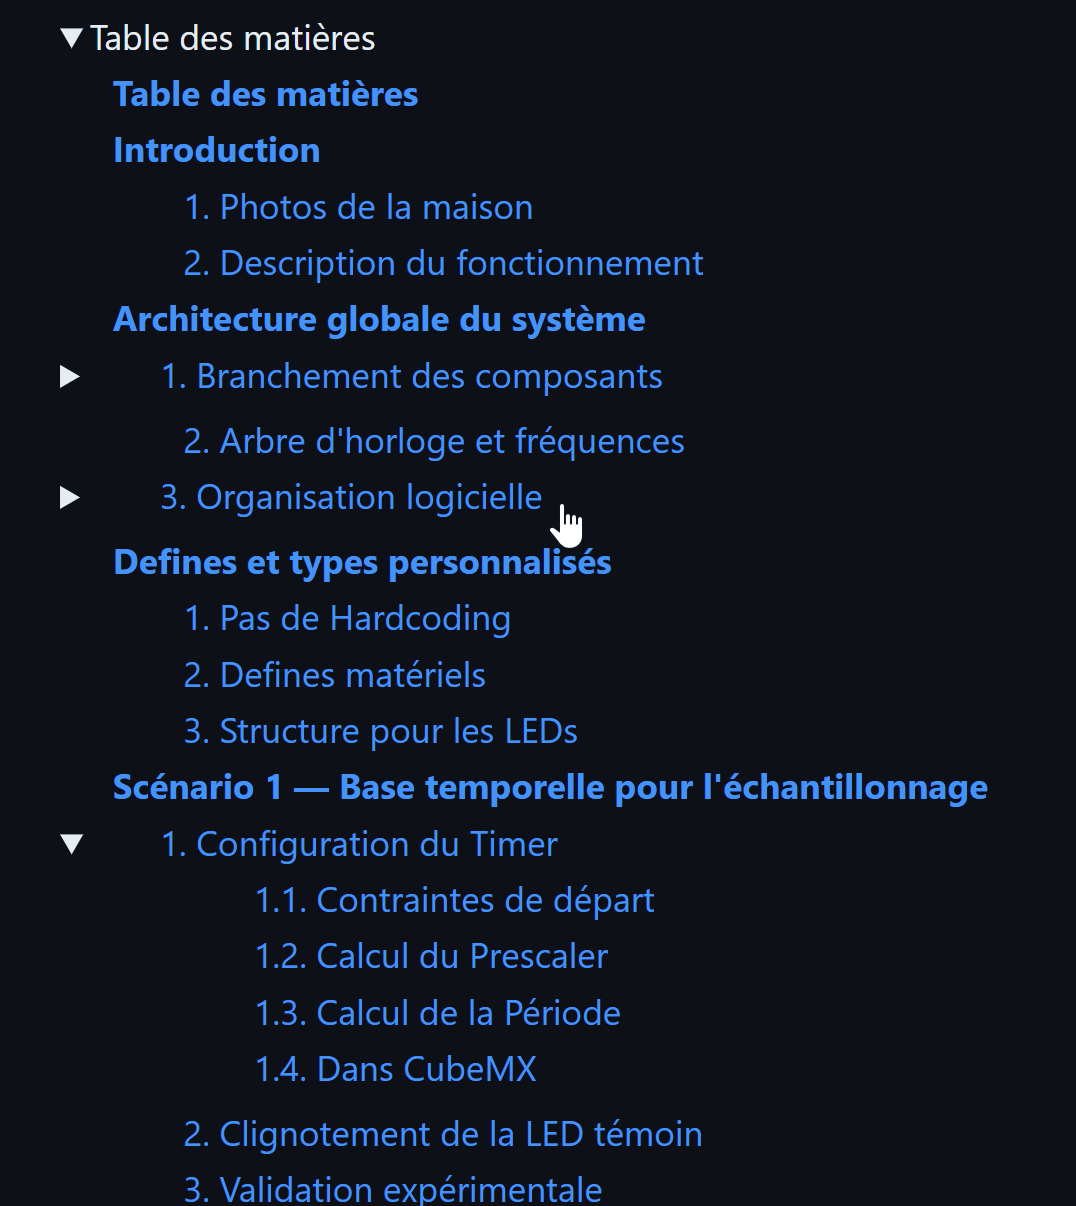 Table des matières
Table des matières
Introduction
1. Photos de la maison
2. Description du fonctionnement
Architecture globale du système
1. Branchement des composants
2. Arbre d'horloge et fréquences
3. Organisation logicielle
Defines et types personnalisés
1. Pas de Hardcoding
2. Defines matériels
3. Structure pour les LEDs
Scénario 1 — Base temporelle pour l'échantillonnage
1. Configuration du Timer
1.1. Contraintes de départ
1.2. Calcul du Prescaler
1.3. Calcul de la Période
1.4. Dans CubeMX
2. Clignotement de la LED témoin
3. Validation expérimentale